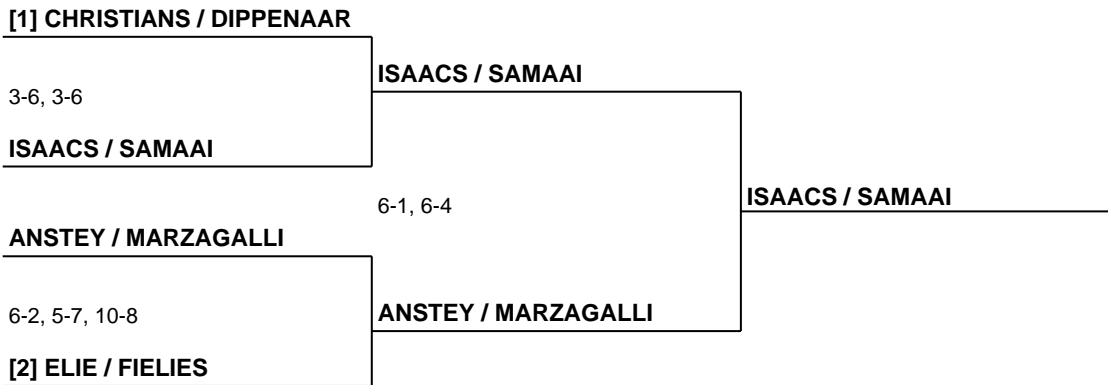 [1] CHRISTIANS / DIPPENAAR
ISAACS / SAMAAI
3-6, 3-6
ISAACS / SAMAAI
6-1, 6-4
ISAACS / SAMAAI
ANSTEY / MARZAGALLI
6-2, 5-7, 10-8
ANSTEY / MARZAGALLI
[2] ELIE / FIELIES